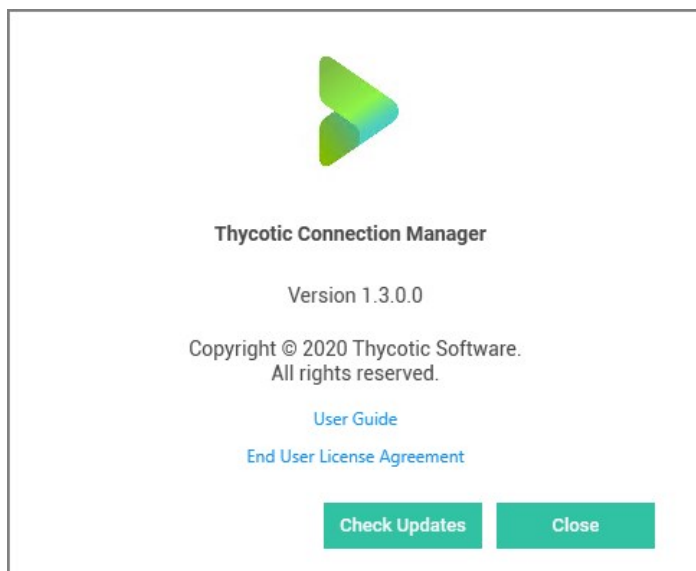 Thycotic Connection Manager
Version 1.3.0.0
Copyright © 2020 Thycotic Software.
All rights reserved.
User Guide
End User License Agreement
Check Updates
Close